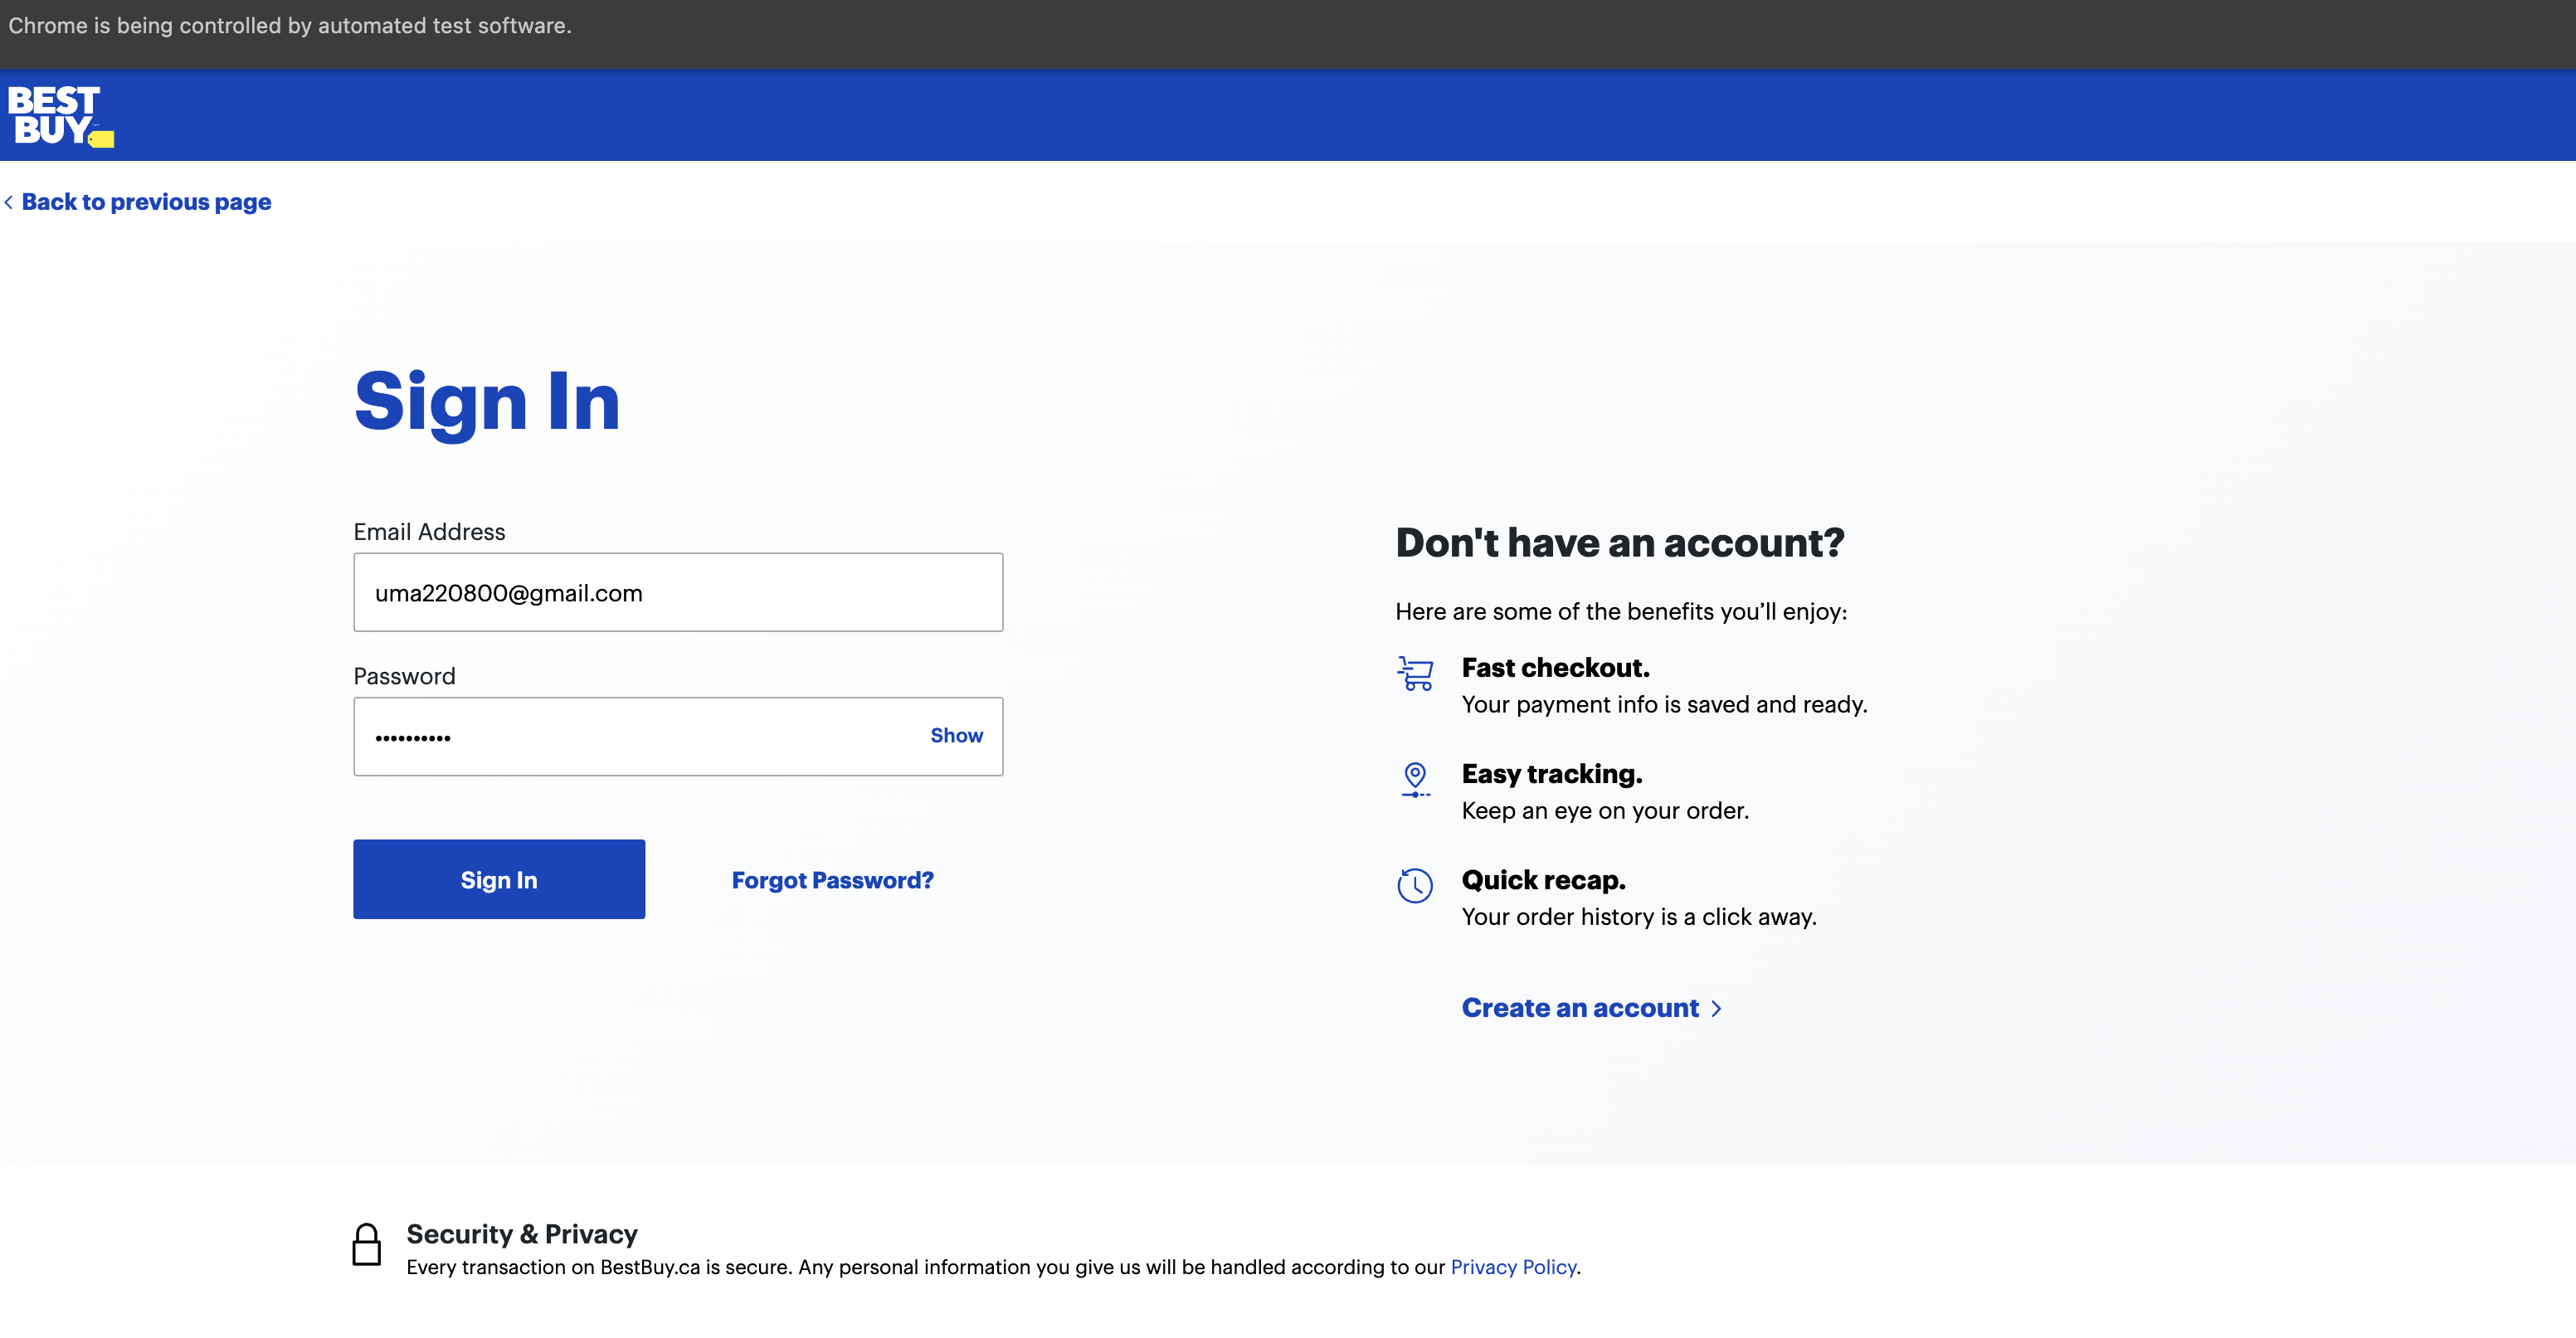 Chrome is being controlled by automated test software.
BEST
BUY
Back to previous page
Sign In
Email Address
uma220800@gmail.com
Password
••••••••••
Show
Sign In
Forgot Password?
Don't have an account?
Here are some of the benefits you’ll enjoy:
Fast checkout.
Your payment info is saved and ready.
Easy tracking.
Keep an eye on your order.
Quick recap.
Your order history is a click away.
Create an account
Security & Privacy
Every transaction on BestBuy.ca is secure. Any personal information you give us will be handled according to our Privacy Policy.